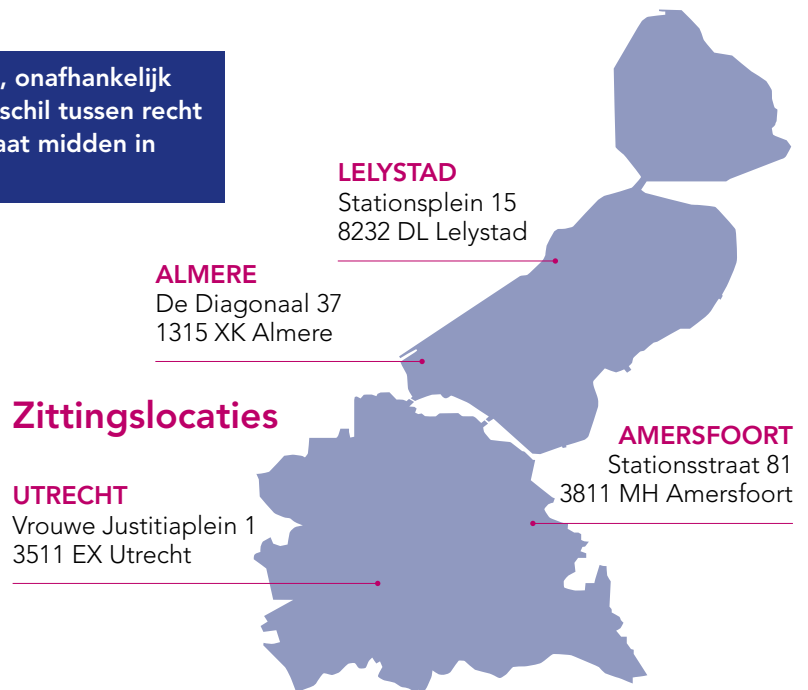 , onafhankelijk
schil tussen recht
aat midden in
LELYSTAD
Stationsplein 15
8232 DL Lelystad
ALMERE
De Diagonaal 37
1315 XK Almere
Zittingslocaties
AMERSFOORT
Stationsstraat 81
3811 MH Amersfoort
UTRECHT
Vrouwe Justitiaplein 1
3511 EX Utrecht